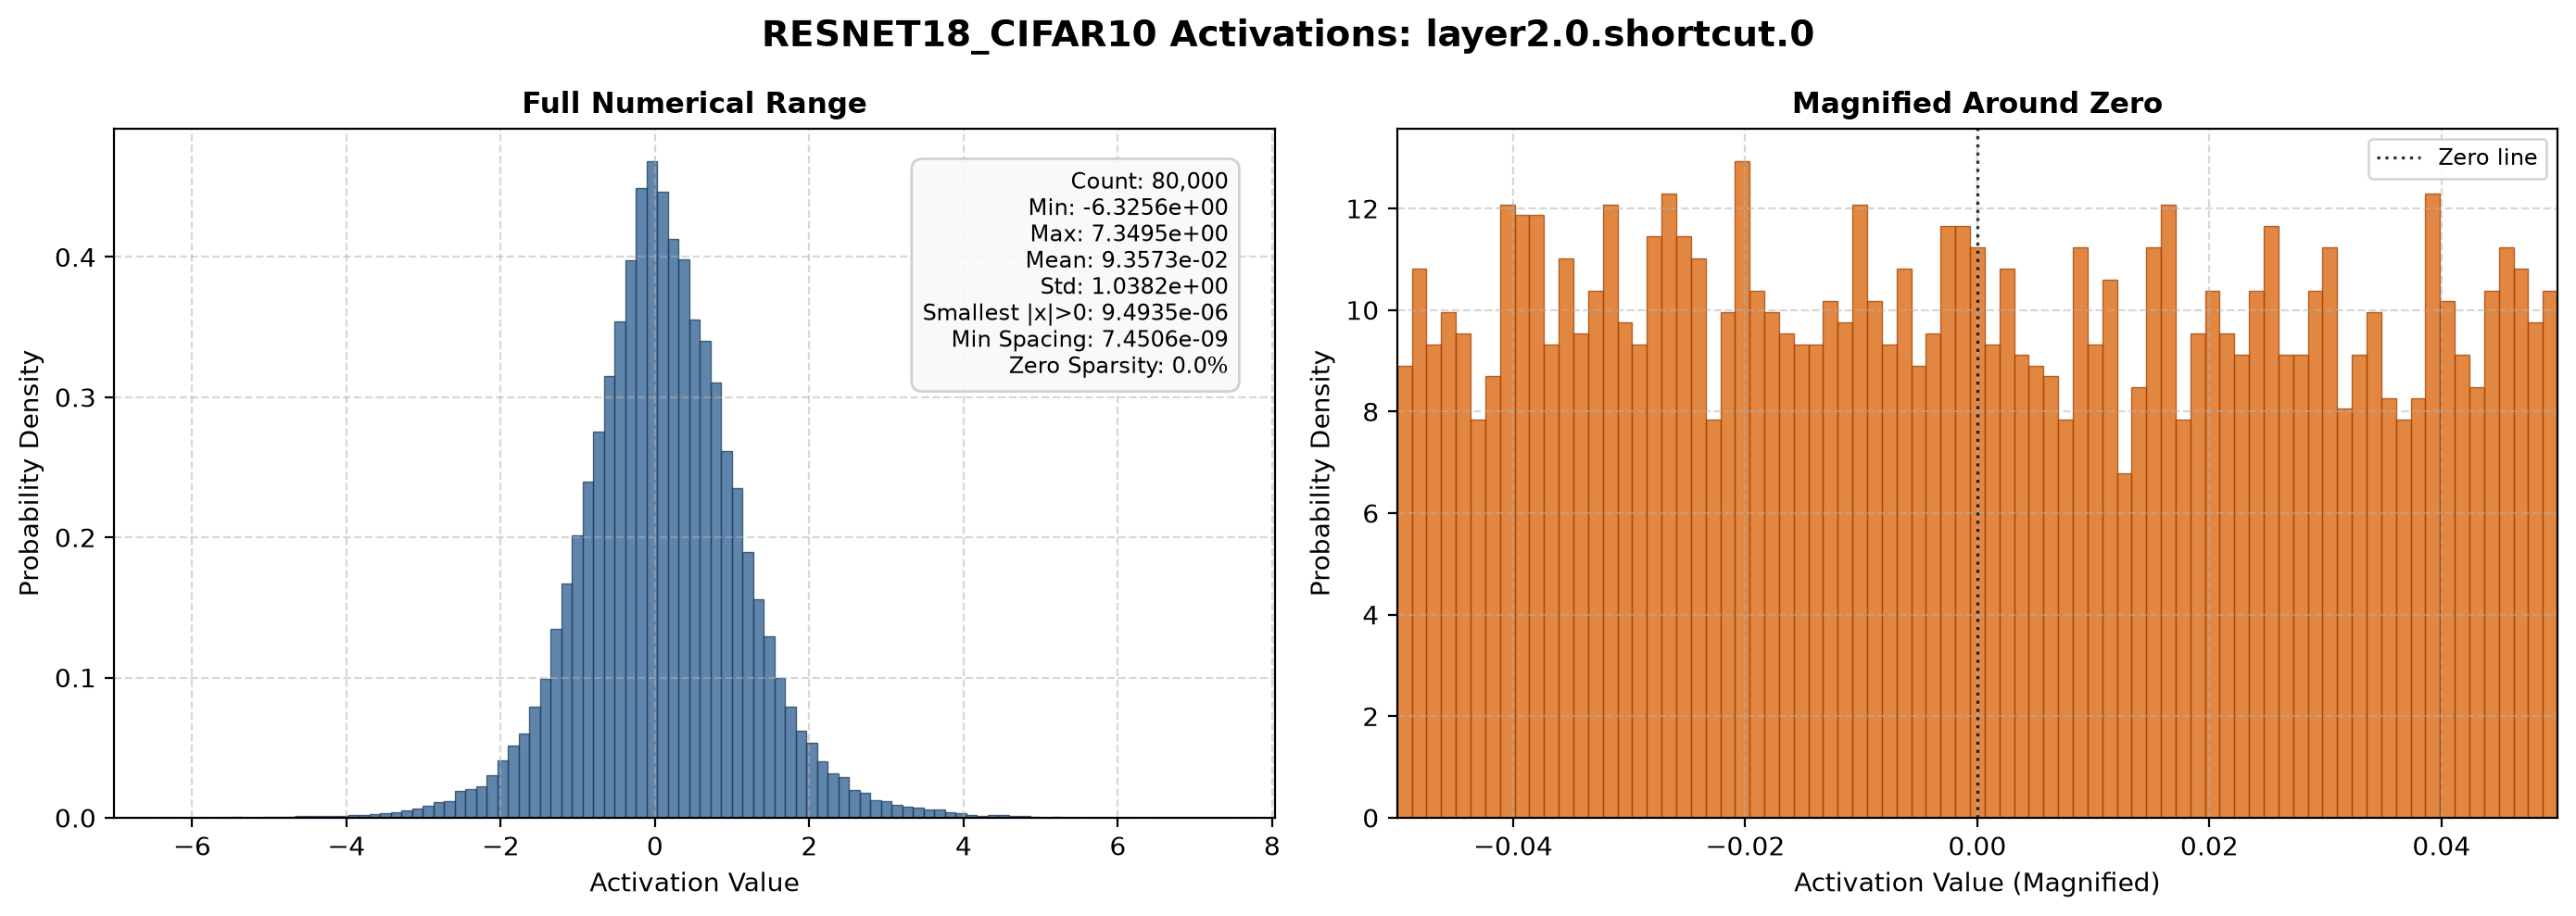 RESNET18_CIFAR10 Activations: layer2.0.shortcut.0
Full Numerical Range
Probability Density
0.4
0.3
0.2
0.1
0.0
Count: 80,000
Min: -6.3256e+00
Max: 7.3495e+00
Mean: 9.3573e-02
Std: 1.0382e+00
Smallest |x|>0: 9.4935e-06
Min Spacing: 7.4506e-09
Zero Sparsity: 0.0%
−6 −4 −2 0 2 4 6 8
Activation Value
Magnified Around Zero
Probability Density
12
10
8
6
4
2
0
Zero line
−0.04 −0.02 0.00 0.02 0.04
Activation Value (Magnified)